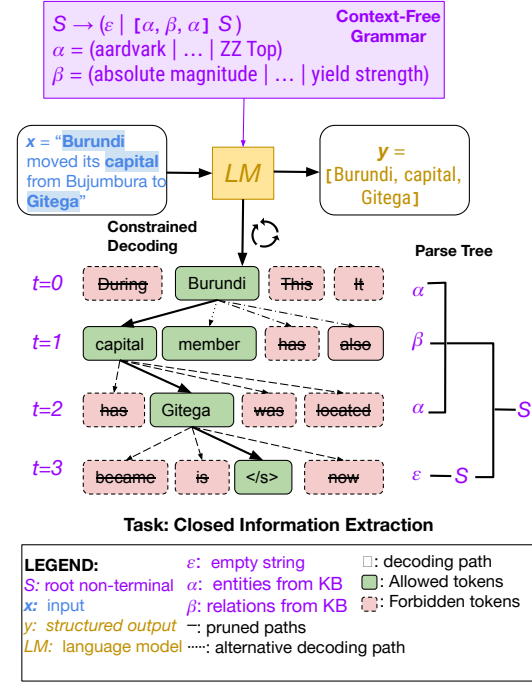 Context-Free
Grammar
S → (ε | [α, β, α] S )
α = (aardvark | … | ZZ Top)
β = (absolute magnitude | … | yield strength)
x = “Burundi
moved its capital
from Bujumbura to
Gitega”
LM
y =
[Burundi, capital,
Gitega]
Constrained
Decoding
Parse Tree
t=0 During Burundi This It α
t=1 capital member has also β
t=2 has Gitega was located α S
t=3 became is </s> now ε S
Task: Closed Information Extraction
LEGEND:
S: root non-terminal
x: input
y: structured output
LM: language model
ε: empty string
α: entities from KB
β: relations from KB
—: pruned paths
.....: alternative decoding path
□: decoding path
: Allowed tokens
: Forbidden tokens